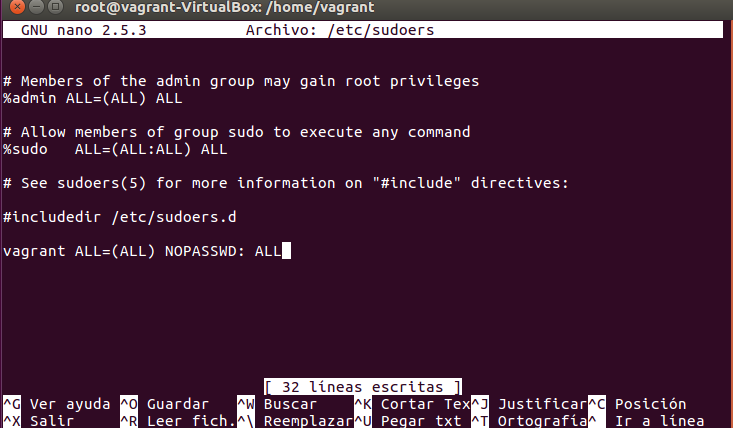 root@vagrant-VirtualBox: /home/vagrant
GNU nano 2.5.3 Archivo: /etc/sudoers
# Members of the admin group may gain root privileges
%admin ALL=(ALL) ALL
# Allow members of group sudo to execute any command
%sudo ALL=(ALL:ALL) ALL
# See sudoers(5) for more information on "#include" directives:
#includedir /etc/sudoers.d
vagrant ALL=(ALL) NOPASSWD: ALL
[ 32 líneas escritas ]
^G Ver ayuda ^O Guardar ^W Buscar ^K Cortar Tex^J Justificar^C Posición
^X Salir ^R Leer fich.^\ Reemplazar^U Pegar txt ^T Ortografía^_ Ir a línea